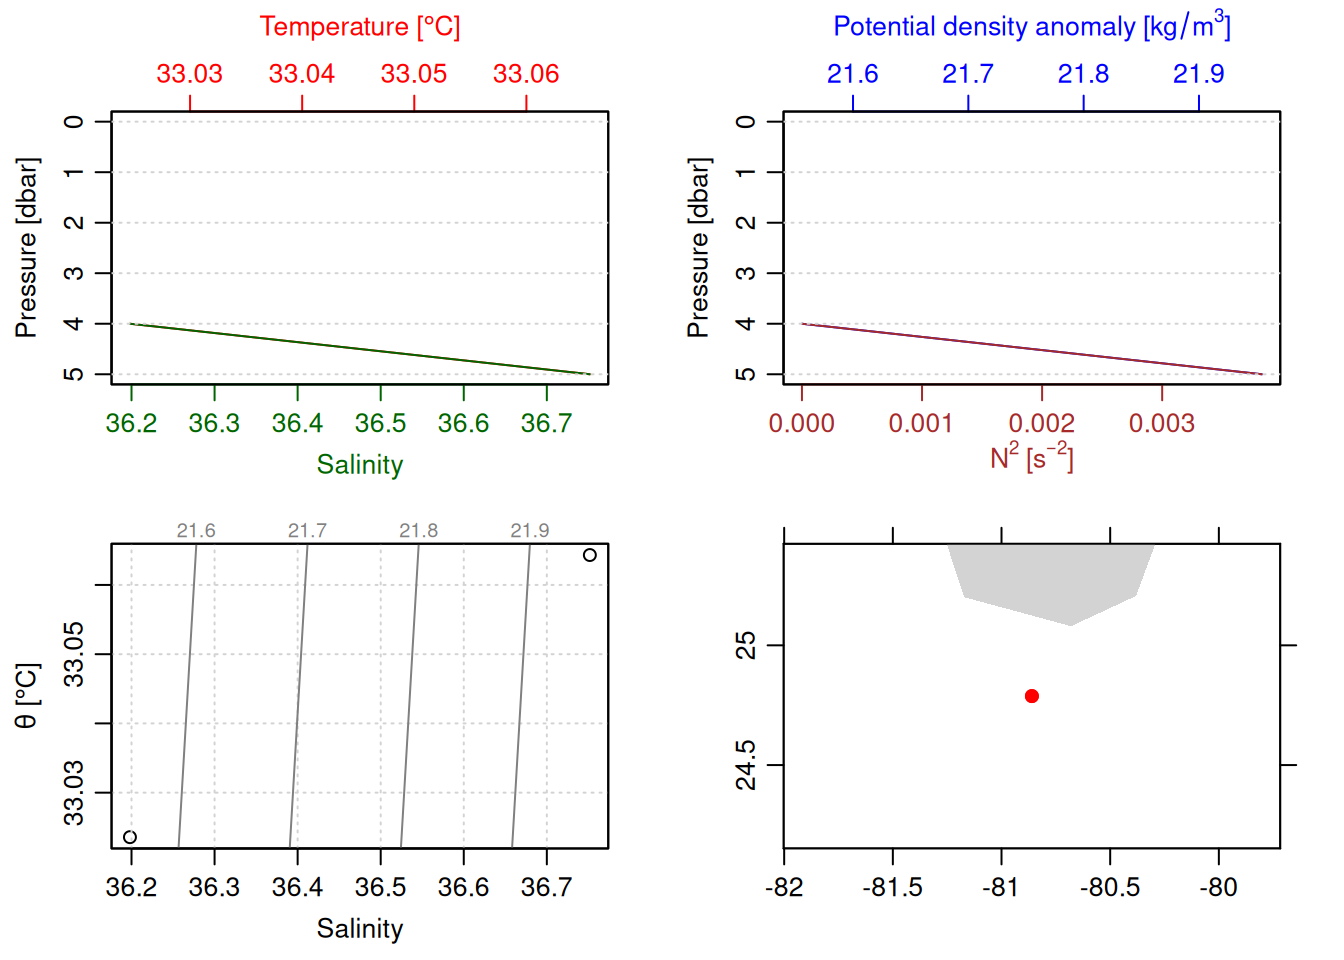 Temperature [°C]
33.03 33.04 33.05 33.06
Pressure [dbar]
0
1
2
3
4
5
36.2 36.3 36.4 36.5 36.6 36.7
Salinity
Potential density anomaly [kg/m³]
21.6 21.7 21.8 21.9
Pressure [dbar]
0
1
2
3
4
5
0.000 0.001 0.002 0.003
N² [s⁻²]
21.6 21.7 21.8 21.9
θ [°C]
33.05
33.03
36.2 36.3 36.4 36.5 36.6 36.7
Salinity
25
24.5
-82 -81.5 -81 -80.5 -80